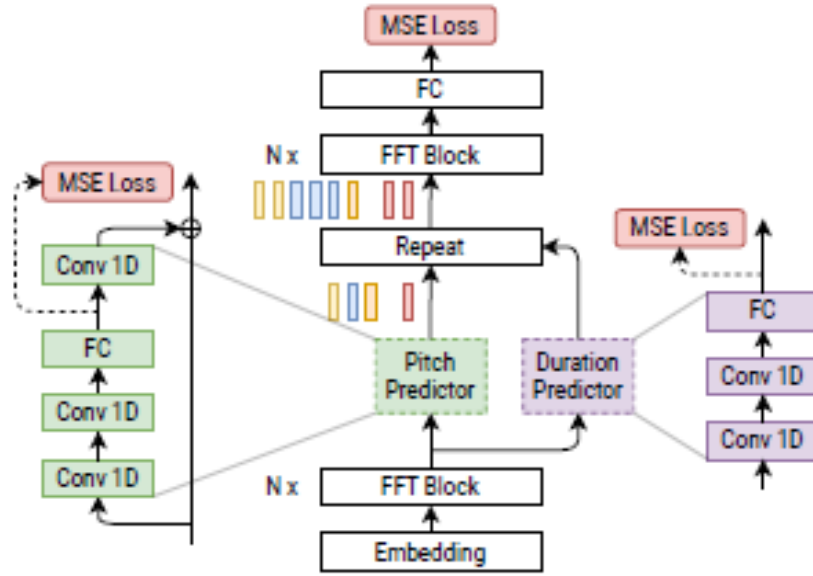 MSE Loss
FC
N x
FFT Block
MSE Loss
Conv 1D
FC
Conv 1D
Conv 1D
Repeat
Pitch
Predictor
Duration
Predictor
N x
FFT Block
Embedding
MSE Loss
FC
Conv 1D
Conv 1D